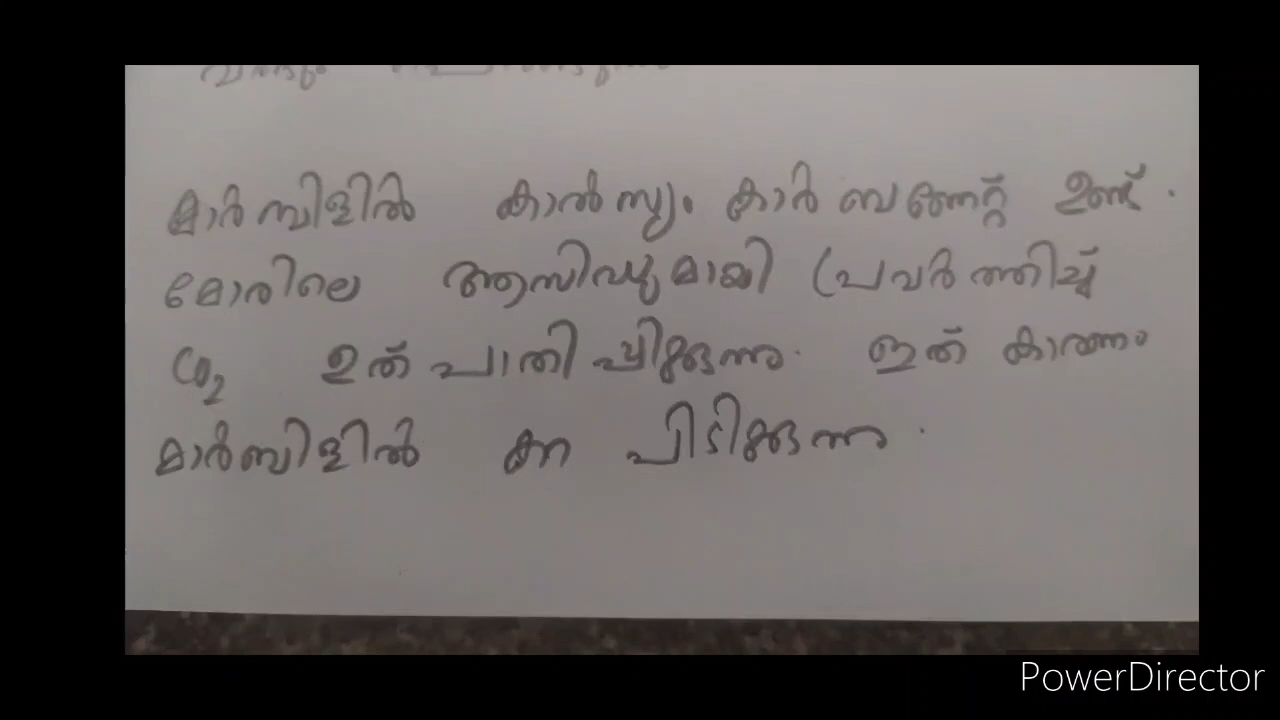 മാർബിളിൽ കാൽസ്യം കാർബണേറ്റ് ഉണ്ട്.
മോരിലെ ആസിഡുമായി പ്രവർത്തിച്ച്
CO2 ഉത്പാതിപ്പിക്കുന്നു. ഇത് കാരണം
മാർബിളിൽ കറ പിടിക്കുന്നു.
PowerDirector